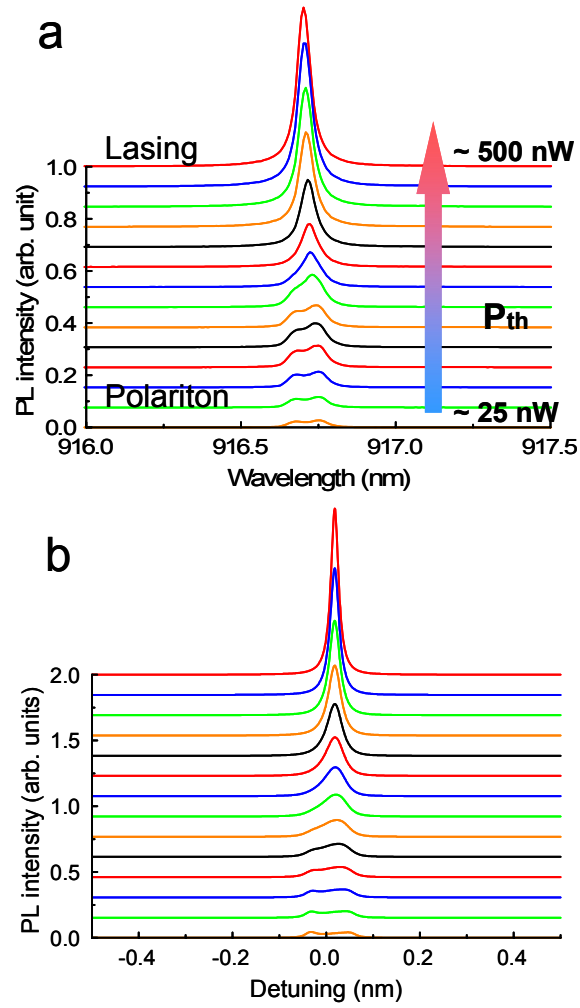 a
Lasing
~ 500 nW
1.0
0.8
0.6
0.4
0.2
0.0
PL intensity (arb. unit)
Pth
Polariton
~ 25 nW
916.0
916.5
917.0
917.5
Wavelength (nm)
b
2.0
1.5
1.0
0.5
0.0
PL intensity (arb. units)
-0.4
-0.2
0.0
0.2
0.4
Detuning (nm)